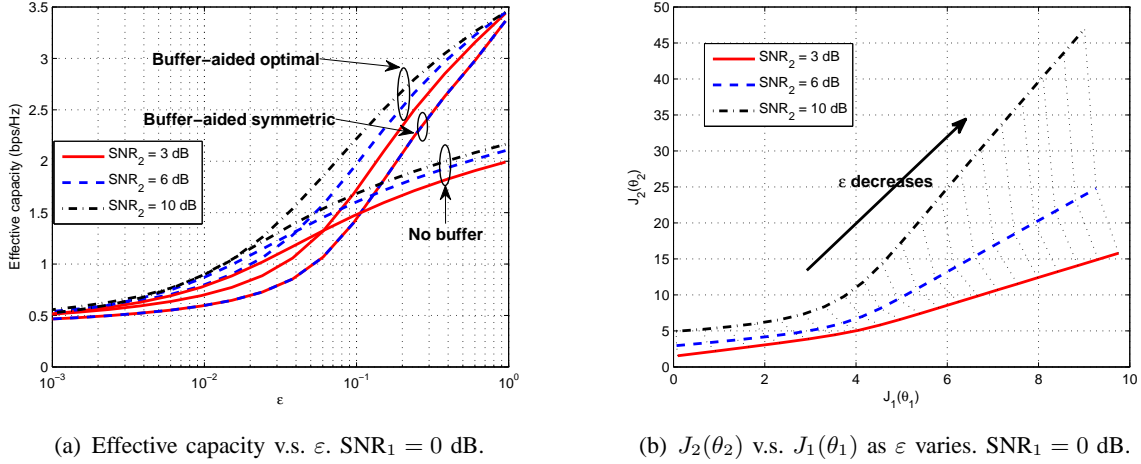 3.5
3
2.5
2
1.5
1
0.5
0
Effective capacity (bps/Hz)
Buffer−aided optimal
Buffer−aided symmetric
No buffer
SNR2 = 3 dB
SNR2 = 6 dB
SNR2 = 10 dB
10−3
10−2
10−1
100
ε
(a) Effective capacity v.s. ε. SNR1 = 0 dB.
50
45
40
35
30
25
20
15
10
5
0
J2(θ2)
SNR2 = 3 dB
SNR2 = 6 dB
SNR2 = 10 dB
ε decreases
0
2
4
6
8
10
J1(θ1)
(b) J2(θ2) v.s. J1(θ1) as ε varies. SNR1 = 0 dB.